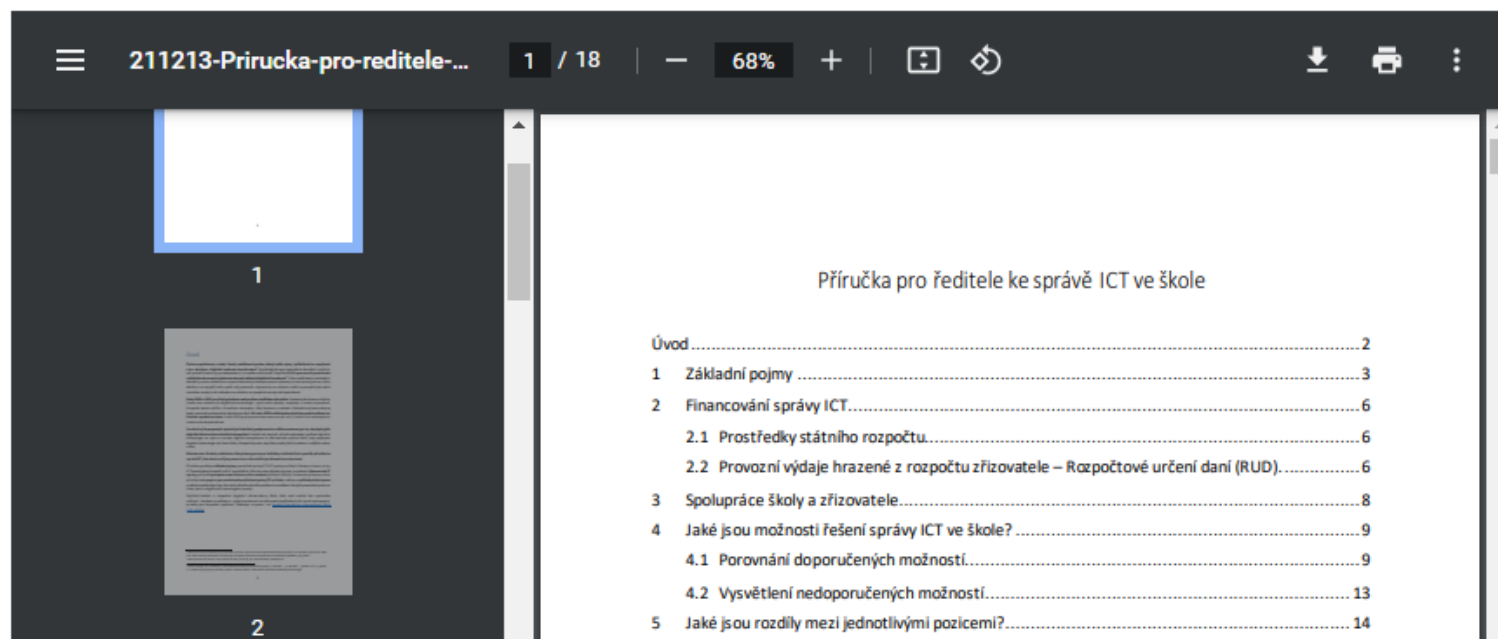 211213-Prirucka-pro-reditele-...
1 / 18
68%
1
2
Příručka pro ředitele ke správě ICT ve škole
Úvod ........ 2
1 Základní pojmy ........ 3
2 Financování správy ICT ........ 6
2.1 Prostředky státního rozpočtu ........ 6
2.2 Provozní výdaje hrazené z rozpočtu zřizovatele – Rozpočtové určení daní (RUD) ........ 6
3 Spolupráce školy a zřizovatele ........ 8
4 Jaké jsou možnosti řešení správy ICT ve škole? ........ 9
4.1 Porovnání doporučených možností ........ 9
4.2 Vysvětlení nedoporučených možností ........ 13
5 Jaké jsou rozdíly mezi jednotlivými pozicemi? ........ 14